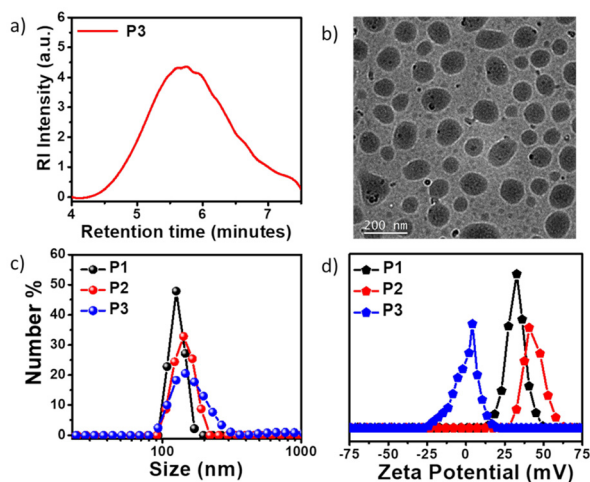 a)
P3
RI Intensity (a.u.)
6
5
4
3
2
1
0
4 5 6 7
Retention time (minutes)
b)
200 nm
c)
P1
P2
P3
Number %
60
50
40
30
20
10
0
100 1000
Size (nm)
d)
P1
P2
P3
-75 -50 -25 0 25 50 75
Zeta Potential (mV)